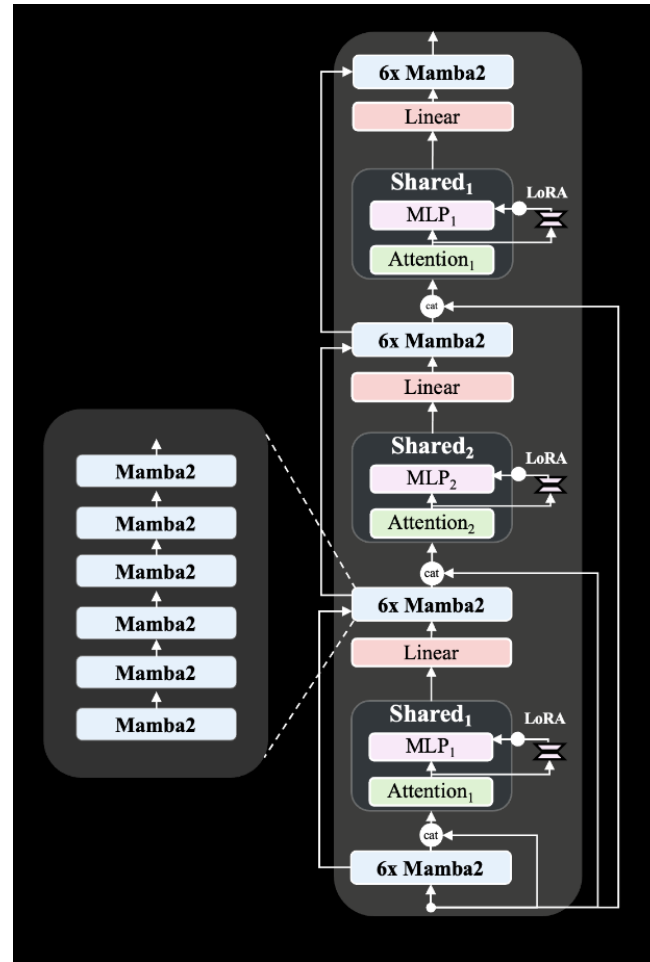 6x Mamba2
Linear
Shared₁
LoRA
MLP₁
Attention₁
cat
6x Mamba2
Linear
Shared₂
LoRA
MLP₂
Attention₂
cat
6x Mamba2
Linear
Shared₁
LoRA
MLP₁
Attention₁
cat
6x Mamba2
Mamba2
Mamba2
Mamba2
Mamba2
Mamba2
Mamba2